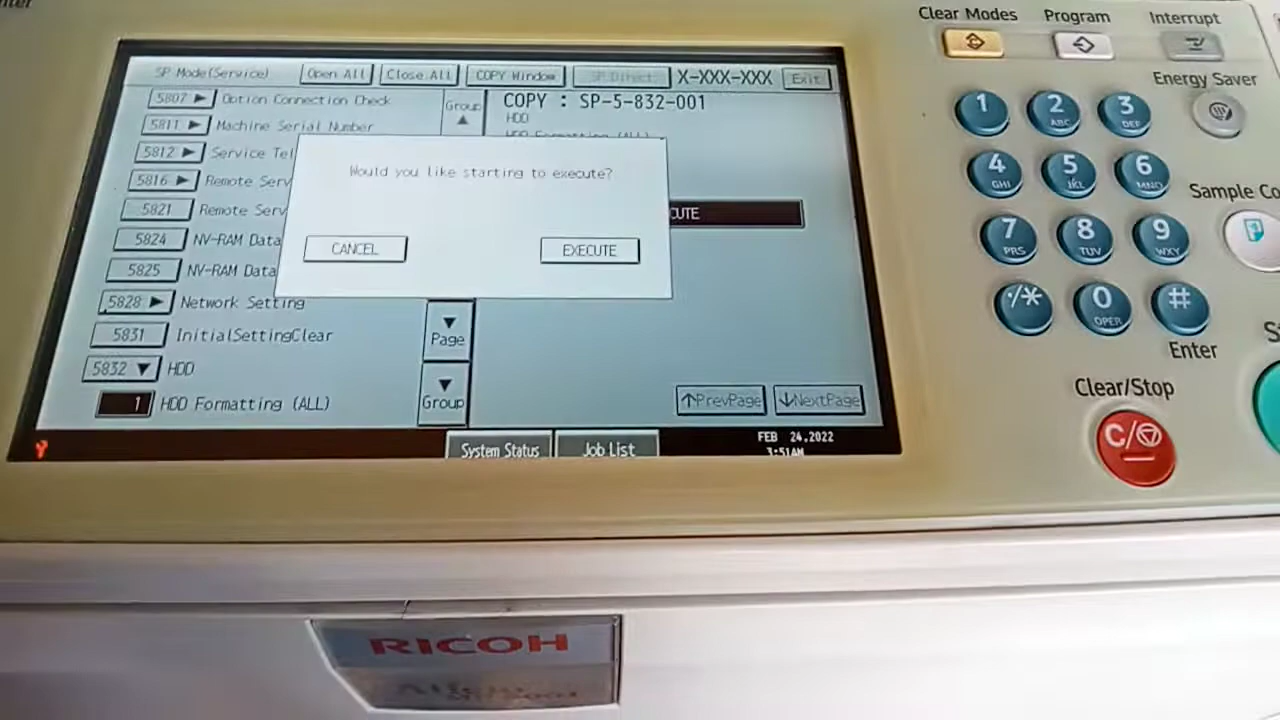 Clear Modes Program Interrupt
SP Mode(Service) Open All Close All COPY Window SP Direct X-XXX-XXX Exit
5807 ▶ Option Connection Check
Group ▲
COPY : SP-5-832-001
HDD
HDD Formatting (ALL)
5811 ▶ Machine Serial Number
5812 ▶ Service Tel
5816 ▶ Remote Serv
5821 Remote Serv
5824 NV-RAM Data
5825 NV-RAM Data
5828 ▶ Network Setting
5831 InitialSettingClear
5832 ▼ HDD
1 HDD Formatting (ALL)
Would you like starting to execute?
CANCEL EXECUTE
CUTE
▼ Page
▼ Group
↑PrevPage ↓NextPage
System Status Job List
FEB 24,2022
3:51AM
Energy Saver
1 2 ABC 3 DEF
4 GHI 5 JKL 6 MNO
Sample Co
7 PRS 8 TUV 9 WXY
./* 0 OPER #
Enter
Clear/Stop
C/
S
RICOH